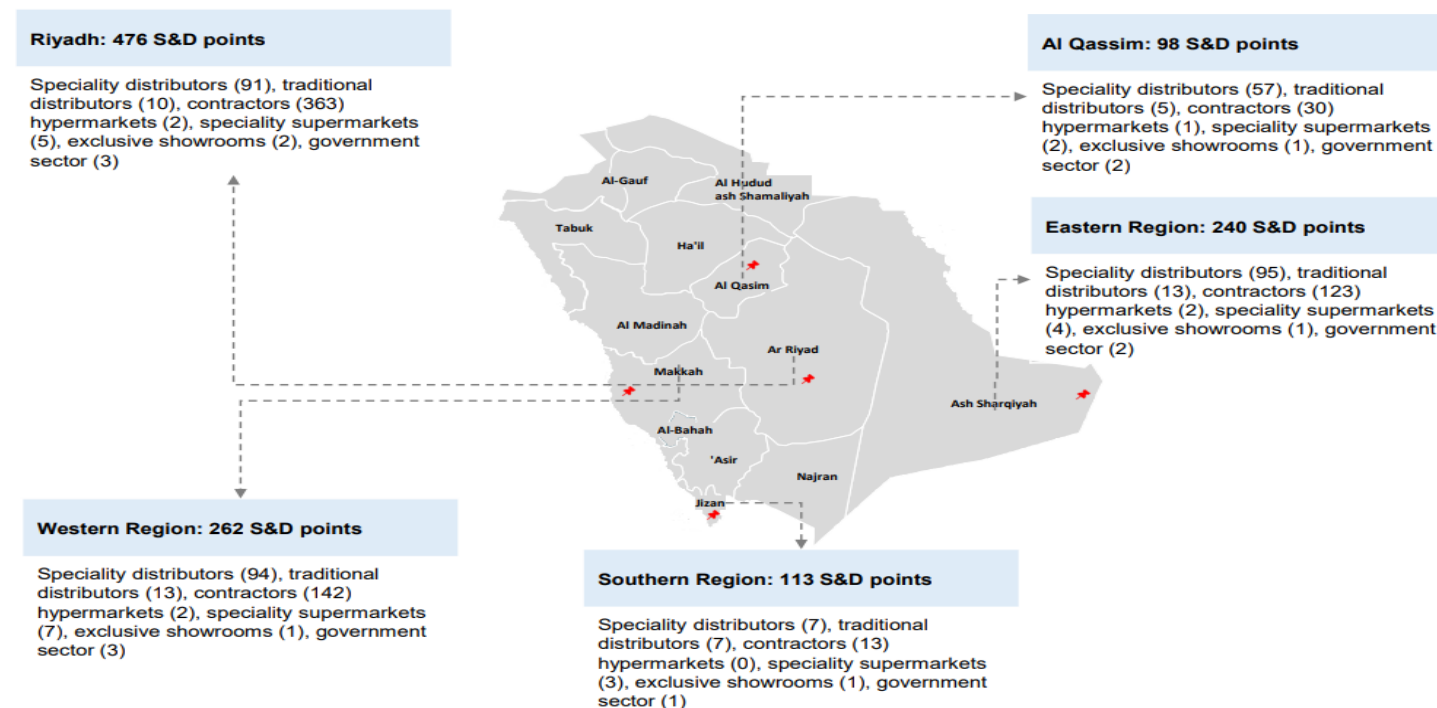 Riyadh: 476 S&D points
Speciality distributors (91), traditional
distributors (10), contractors (363)
hypermarkets (2), speciality supermarkets
(5), exclusive showrooms (2), government
sector (3)
Al Qassim: 98 S&D points
Speciality distributors (57), traditional
distributors (5), contractors (30)
hypermarkets (1), speciality supermarkets
(2), exclusive showrooms (1), government
sector (2)
Eastern Region: 240 S&D points
Speciality distributors (95), traditional
distributors (13), contractors (123)
hypermarkets (2), speciality supermarkets
(4), exclusive showrooms (1), government
sector (2)
Al-Gauf
Al Hudud
ash Shamaliyah
Tabuk
Ha'il
Al Qasim
Al Madinah
Ar Riyad
Makkah
Ash Sharqiyah
Al-Bahah
'Asir
Najran
Jizan
Western Region: 262 S&D points
Speciality distributors (94), traditional
distributors (13), contractors (142)
hypermarkets (2), speciality supermarkets
(7), exclusive showrooms (1), government
sector (3)
Southern Region: 113 S&D points
Speciality distributors (7), traditional
distributors (7), contractors (13)
hypermarkets (0), speciality supermarkets
(3), exclusive showrooms (1), government
sector (1)